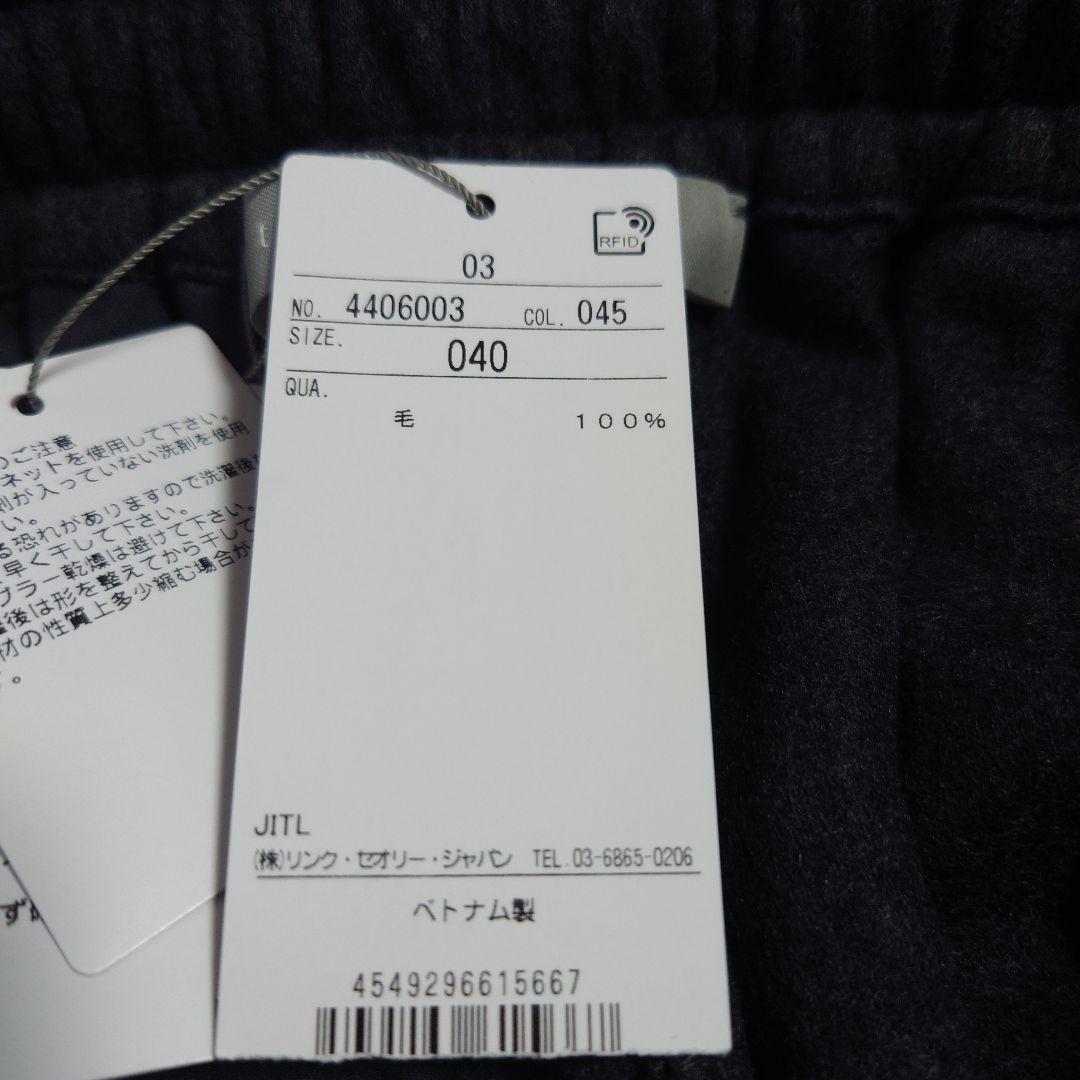 RFID
03
NO. 4406003 COL. 045
SIZE. 040
QUA.
毛 100%
JITL
(株)リンク・セオリー・ジャパン TEL.03-6865-0206
ベトナム製
4549296615667
のご注意
ネットを使用して下さい。
剤が入っていない洗剤を使用
い。
る恐れがありますので洗濯後
早く干して下さい。
ブラー乾燥は避けて下さい。
後は形を整えてから干して
材の性質上多少縮む場合が
。